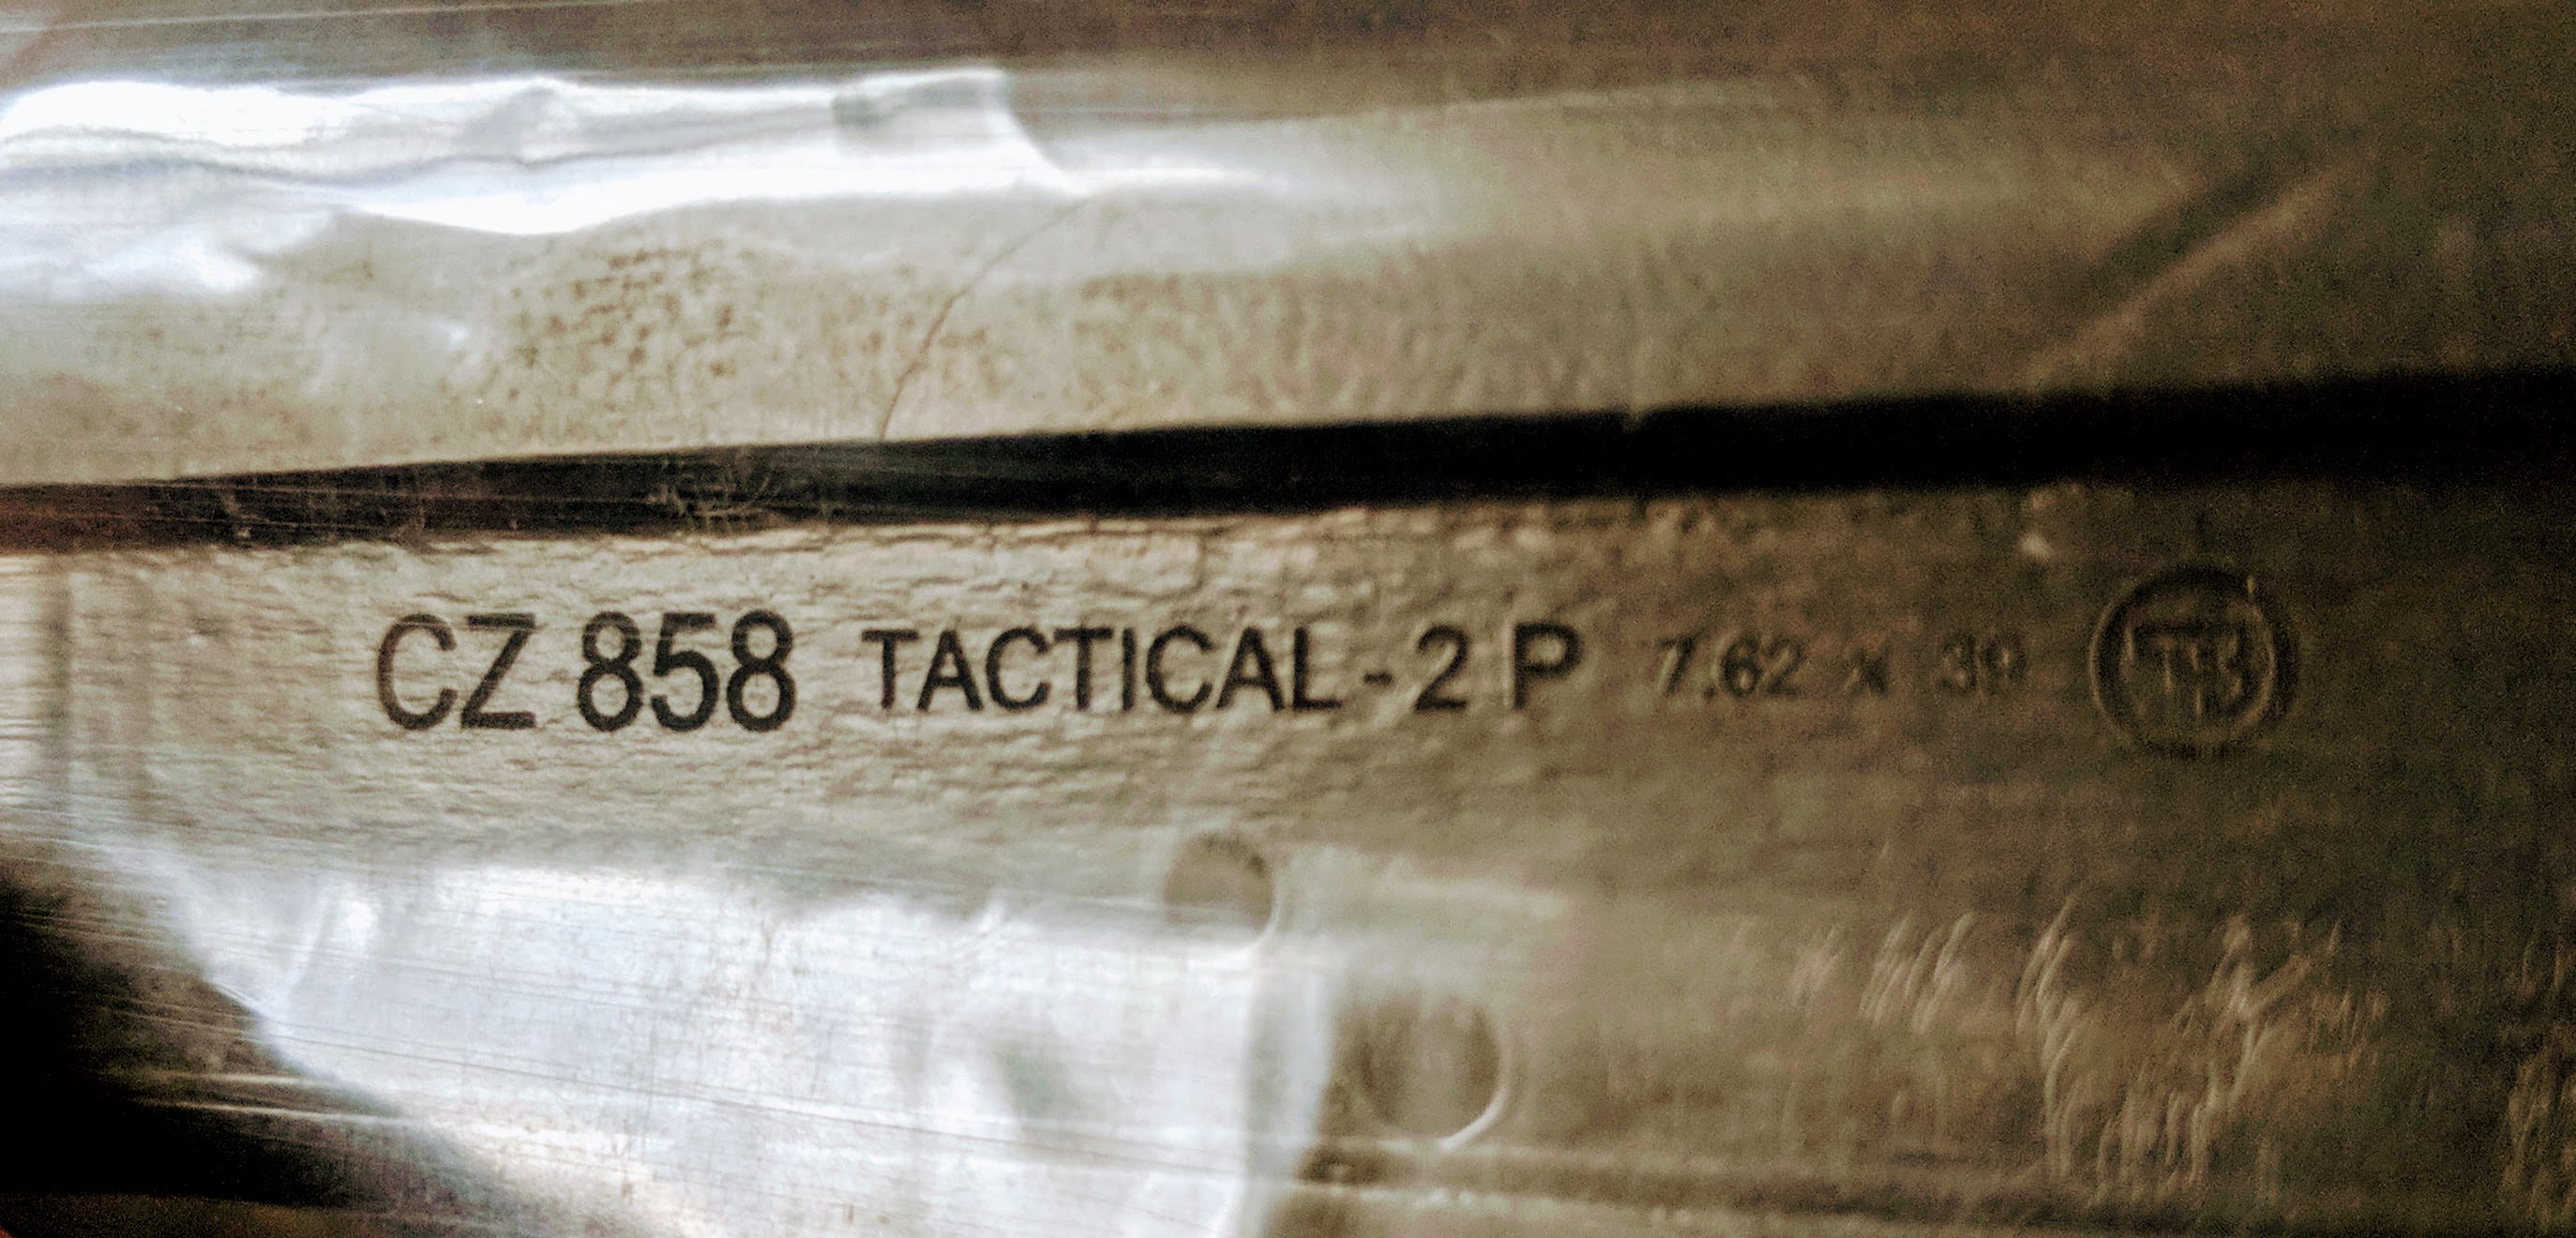 CZ 858 TACTICAL - 2 P 7,62 x 39